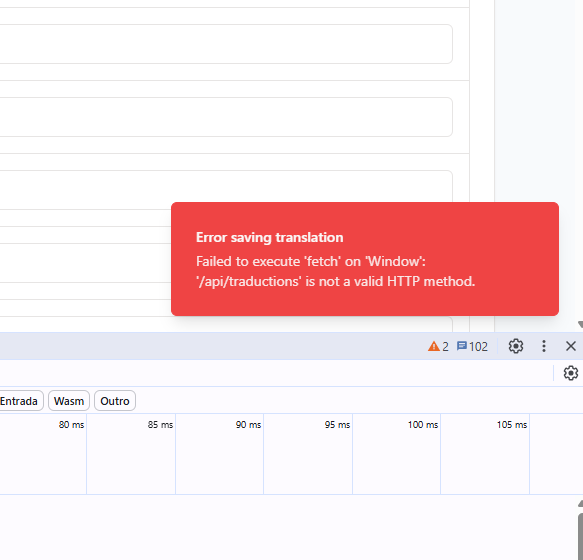 Error saving translation
Failed to execute 'fetch' on 'Window':
'/api/traductions' is not a valid HTTP method.
2 102
Entrada Wasm Outro
80 ms 85 ms 90 ms 95 ms 100 ms 105 ms